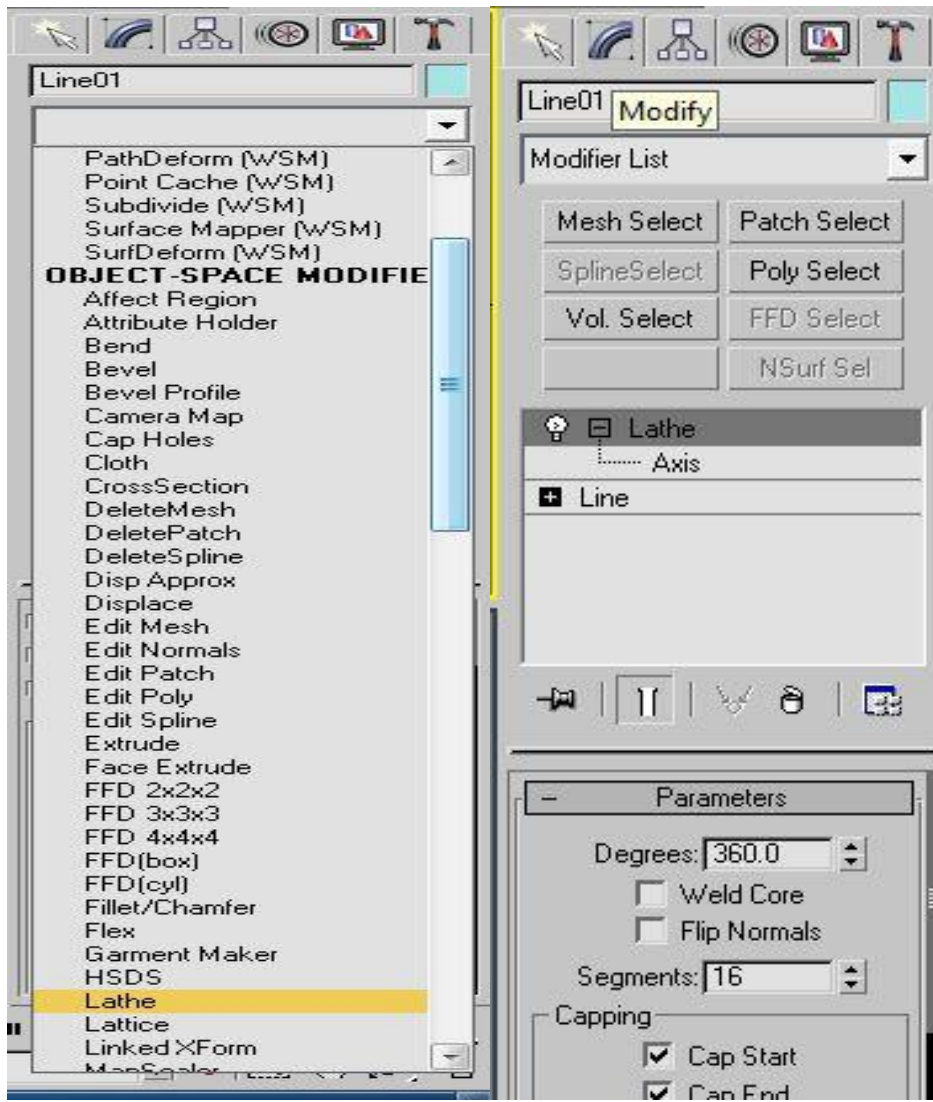 Line01
PathDeform (WSM)
Point Cache (WSM)
Subdivide (WSM)
Surface Mapper (WSM)
SurfDeform (WSM)
OBJECT-SPACE MODIFIE
Affect Region
Attribute Holder
Bend
Bevel
Bevel Profile
Camera Map
Cap Holes
Cloth
CrossSection
DeleteMesh
DeletePatch
DeleteSpline
Disp Approx
Displace
Edit Mesh
Edit Normals
Edit Patch
Edit Poly
Edit Spline
Extrude
Face Extrude
FFD 2x2x2
FFD 3x3x3
FFD 4x4x4
FFD(box)
FFD(cyl)
Fillet/Chamfer
Flex
Garment Maker
HSDS
Lathe
Lattice
Linked XForm
MapScaler
Line01
Modify
Modifier List
Mesh Select Patch Select
SplineSelect Poly Select
Vol. Select FFD Select
NSurf Sel
Lathe
Axis
Line
Parameters
Degrees: 360.0
Weld Core
Flip Normals
Segments: 16
Capping
Cap Start
Cap End